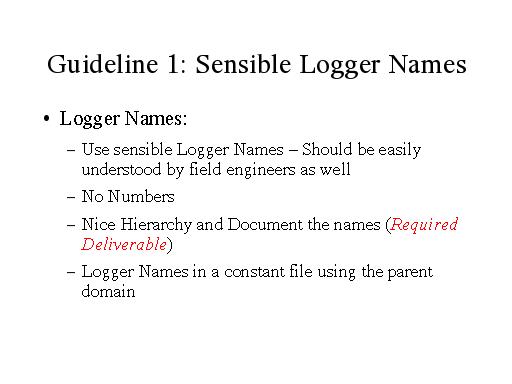 Guideline 1: Sensible Logger Names
• Logger Names:
– Use sensible Logger Names – Should be easily
understood by field engineers as well
– No Numbers
– Nice Hierarchy and Document the names (Required
Deliverable)
– Logger Names in a constant file using the parent
domain